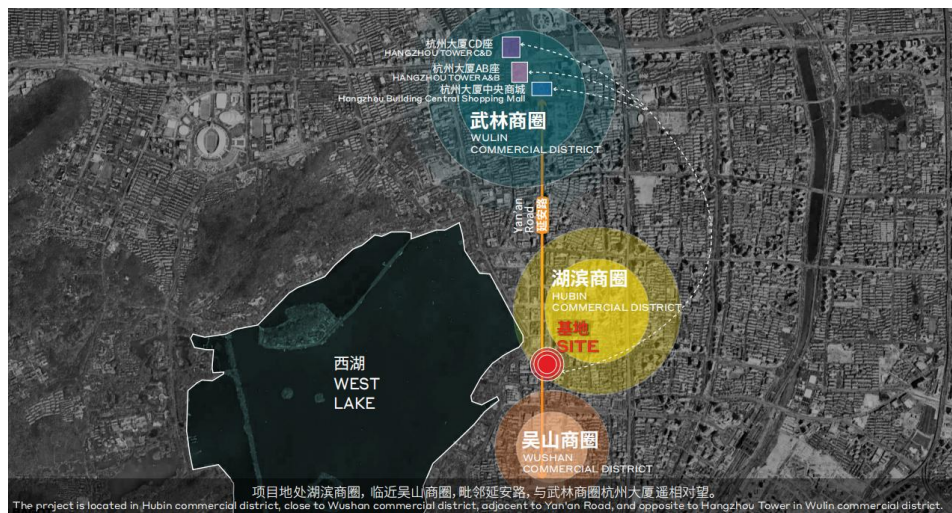 杭州大厦CD座
HANGZHOU TOWER C&D
杭州大厦AB座
HANGZHOU TOWER A&B
杭州大厦中央商城
Hangzhou Building Central Shopping Mall
武林商圈
WULIN
COMMERCIAL DISTRICT
Yan'an
Road
延安路
湖滨商圈
HUBIN
COMMERCIAL DISTRICT
基地
SITE
西湖
WEST
LAKE
吴山商圈
WUSHAN
COMMERCIAL DISTRICT
项目地处湖滨商圈，临近吴山商圈，毗邻延安路，与武林商圈杭州大厦遥相对望。
The project is located in Hubin commercial district, close to Wushan commercial district, adjacent to Yan'an Road, and opposite to Hangzhou Tower in Wulin commercial district.